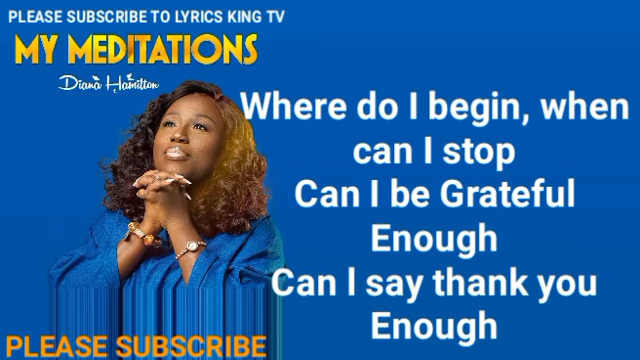 PLEASE SUBSCRIBE TO LYRICS KING TV
MY MEDITATIONS
Diana Hamilton
Where do I begin, when
can I stop
Can I be Grateful
Enough
Can I say thank you
Enough
PLEASE SUBSCRIBE